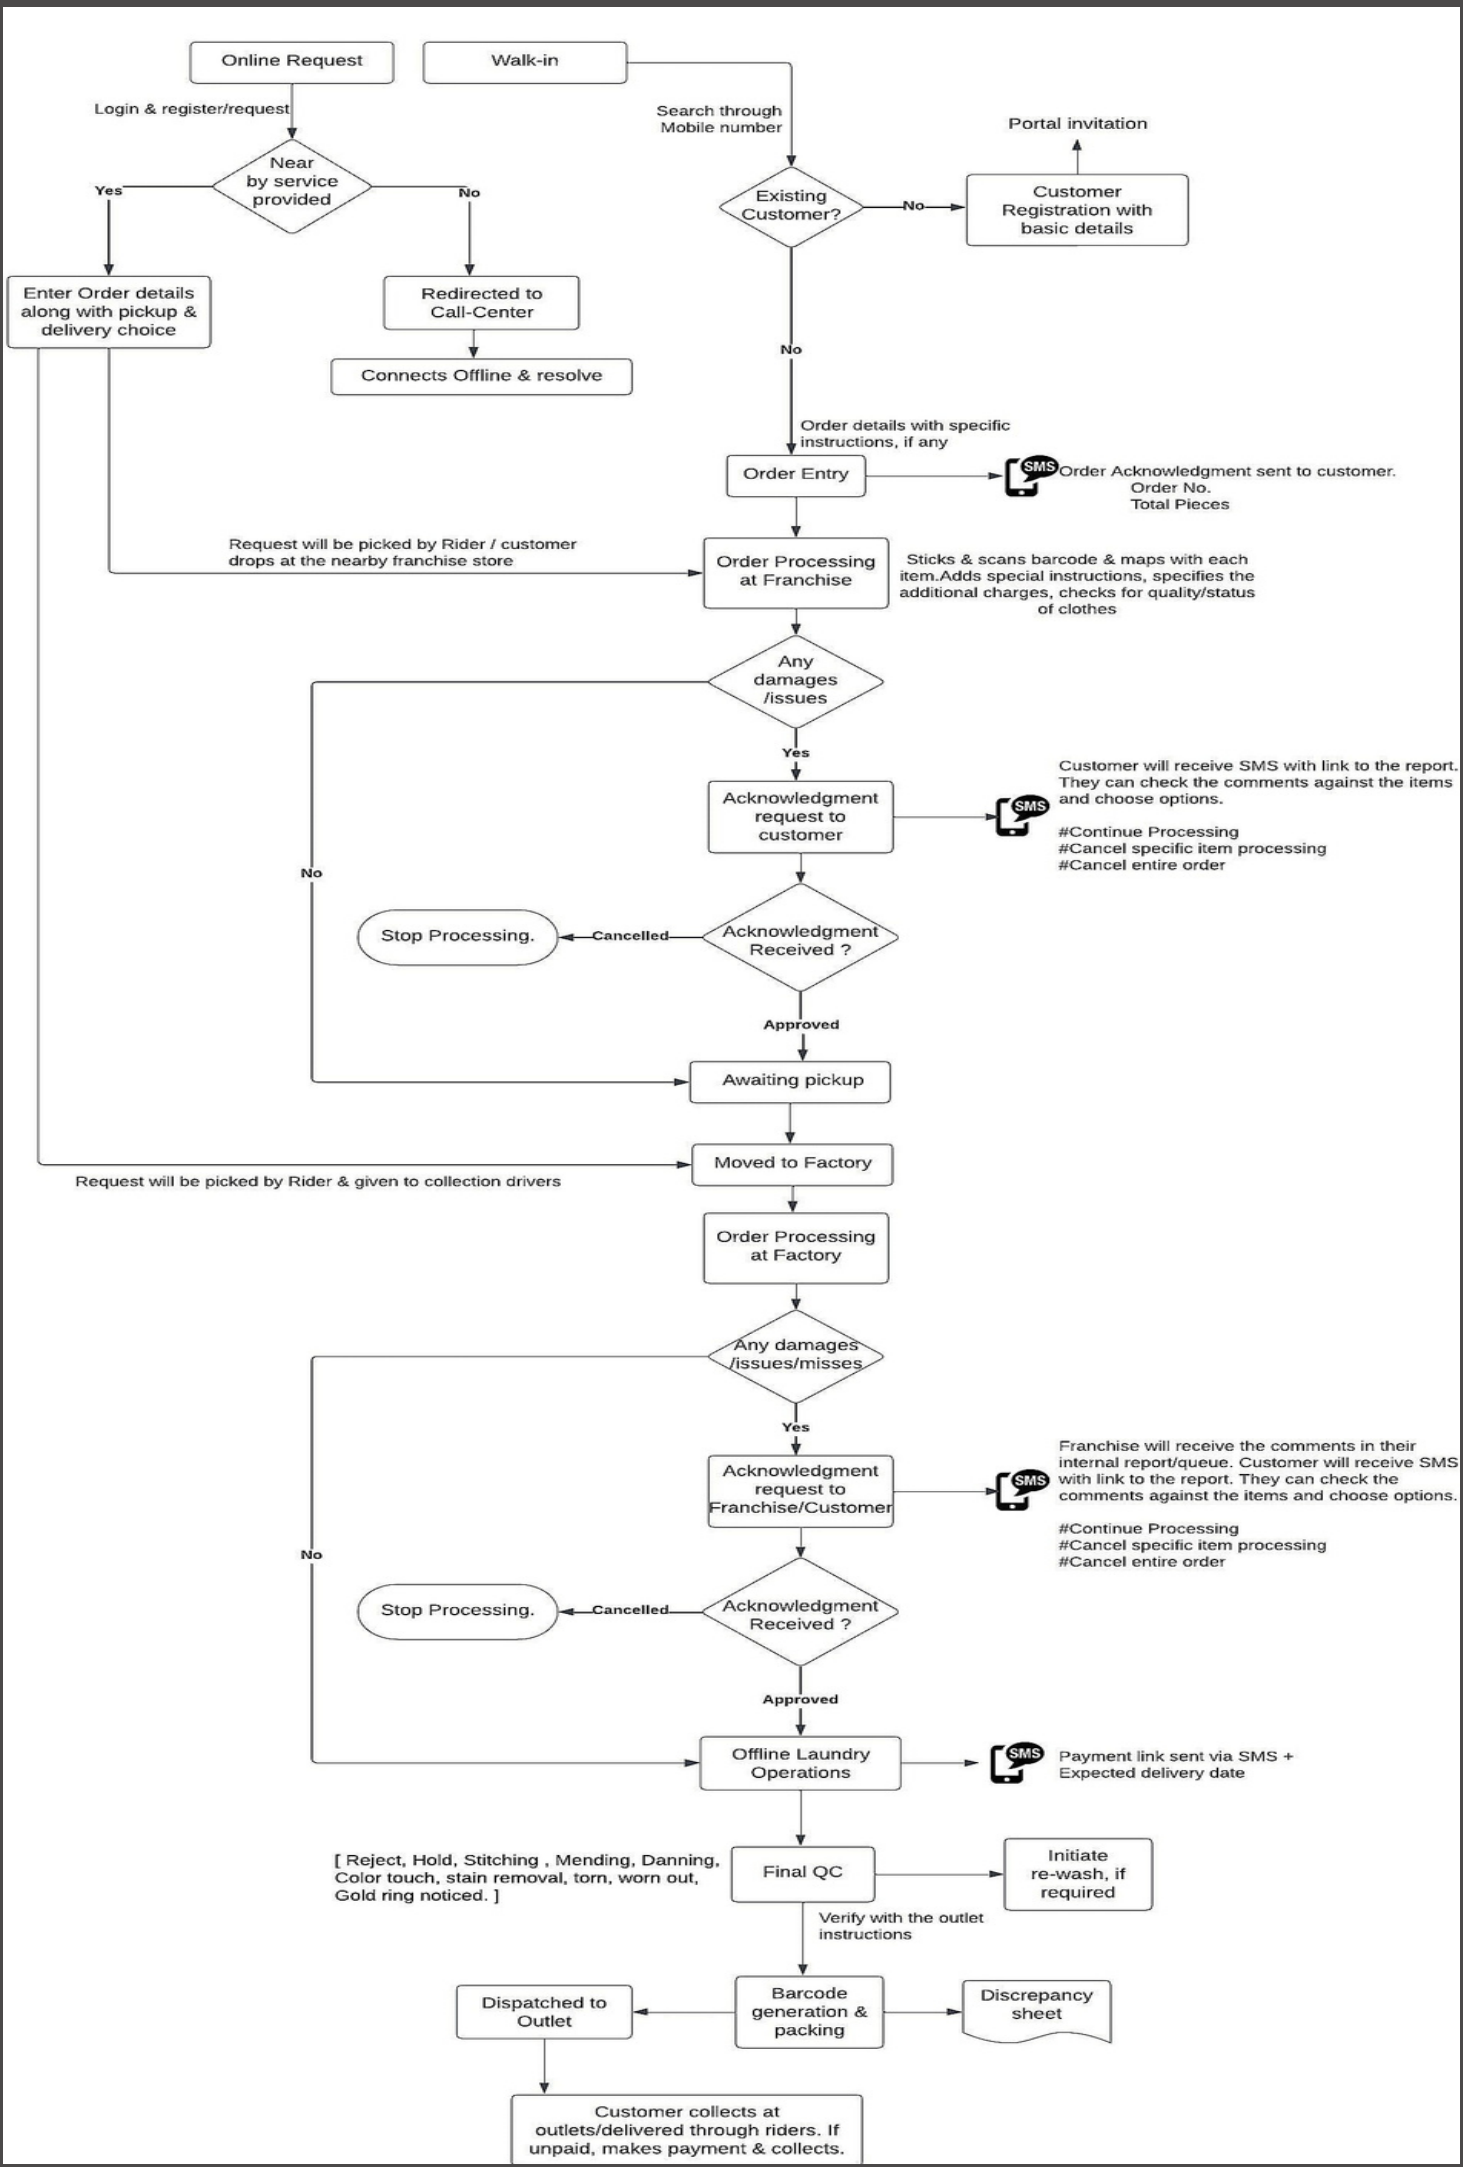 Online Request
Walk-in
Login & register/request
Search through
Mobile number
Portal invitation
Near
by service
provided
Yes
No
Existing
Customer?
No
Customer
Registration with
basic details
Enter Order details
along with pickup &
delivery choice
Redirected to
Call-Center
Connects Offline & resolve
No
Order details with specific
instructions, if any
Order Entry
SMS
Order Acknowledgment sent to customer.
Order No.
Total Pieces
Request will be picked by Rider / customer
drops at the nearby franchise store
Order Processing
at Franchise
Sticks & scans barcode & maps with each
item.Adds special instructions, specifies the
additional charges, checks for quality/status
of clothes
Any
damages
/issues
Yes
Acknowledgment
request to
customer
SMS
Customer will receive SMS with link to the report.
They can check the comments against the items
and choose options.
#Continue Processing
#Cancel specific item processing
#Cancel entire order
No
Stop Processing.
Cancelled
Acknowledgment
Received ?
Approved
Awaiting pickup
Moved to Factory
Request will be picked by Rider & given to collection drivers
Order Processing
at Factory
Any damages
/issues/misses
Yes
Acknowledgment
request to
Franchise/Customer
SMS
Franchise will receive the comments in their
internal report/queue. Customer will receive SMS
with link to the report. They can check the
comments against the items and choose options.
#Continue Processing
#Cancel specific item processing
#Cancel entire order
No
Stop Processing.
Cancelled
Acknowledgment
Received ?
Approved
Offline Laundry
Operations
SMS
Payment link sent via SMS +
Expected delivery date
[ Reject, Hold, Stitching , Mending, Danning,
Color touch, stain removal, torn, worn out,
Gold ring noticed. ]
Final QC
Initiate
re-wash, if
required
Verify with the outlet
instructions
Dispatched to
Outlet
Barcode
generation &
packing
Discrepancy
sheet
Customer collects at
outlets/delivered through riders. If
unpaid, makes payment & collects.